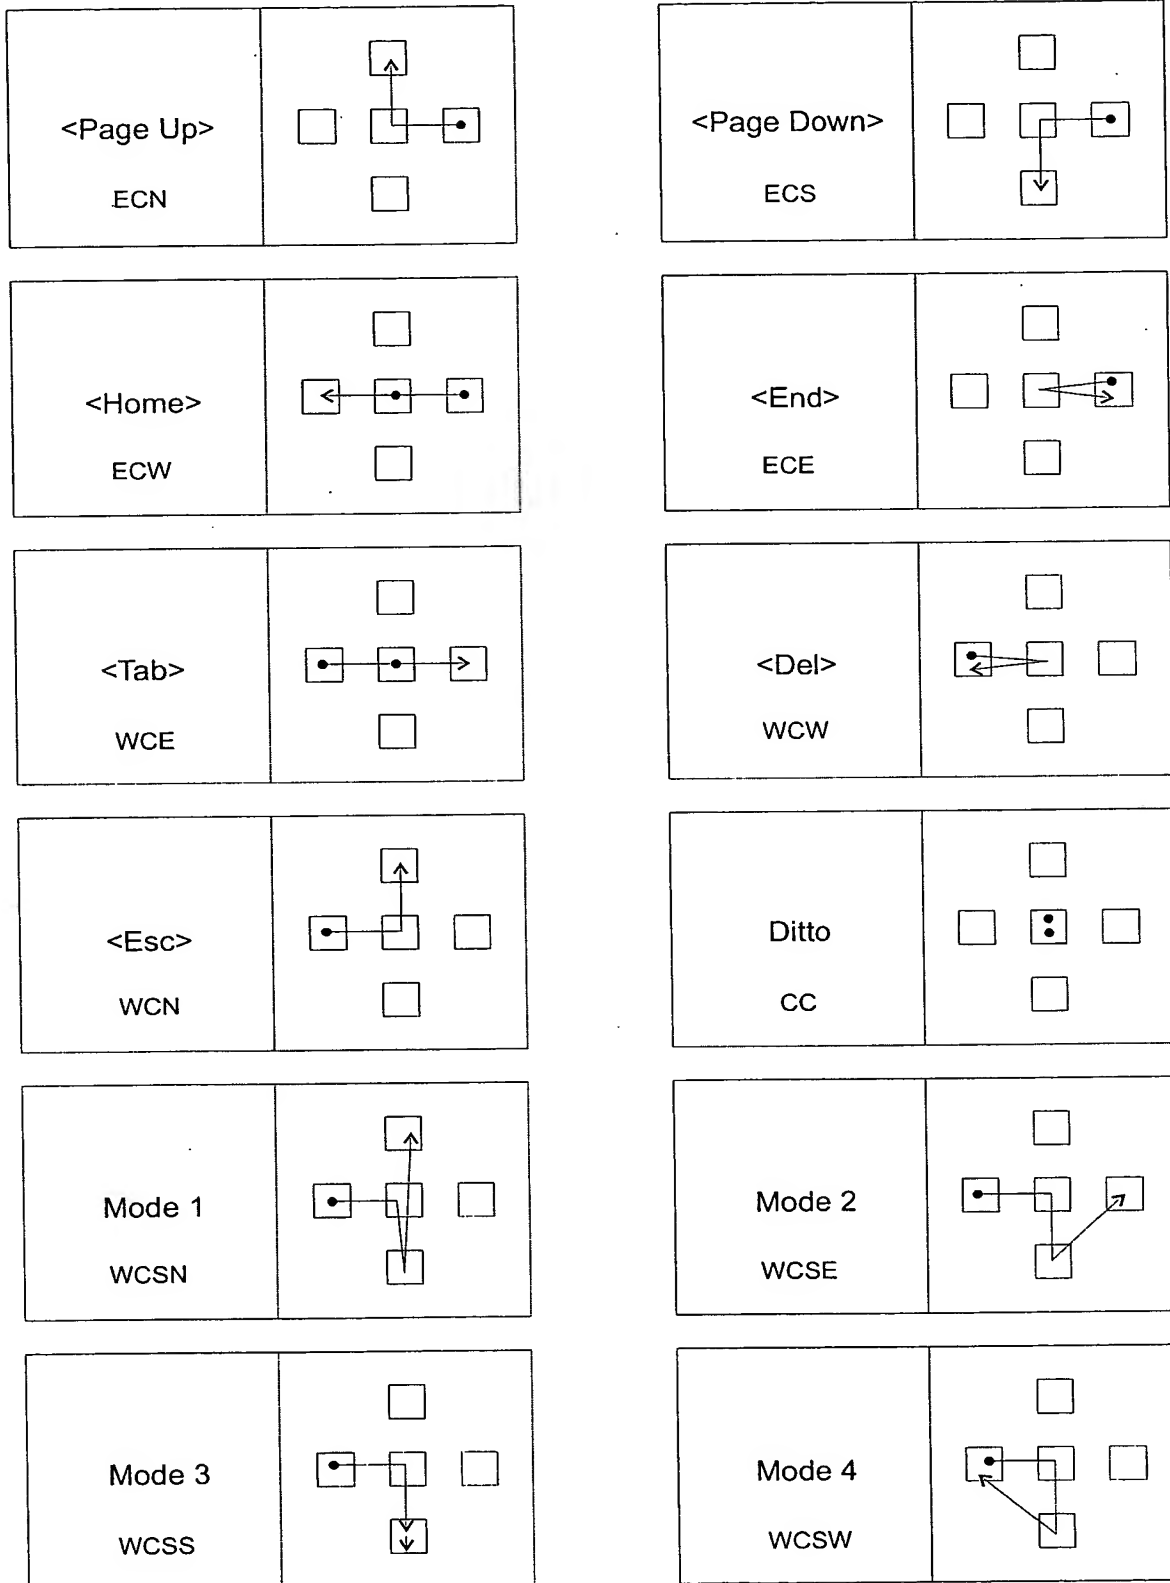 <Page Up>
ECN
<Page Down>
ECS
<Home>
ECW
<End>
ECE
<Tab>
WCE
<Del>
WCW
<Esc>
WCN
Ditto
CC
Mode 1
WCSN
Mode 2
WCSE
Mode 3
WCSS
Mode 4
WCSW